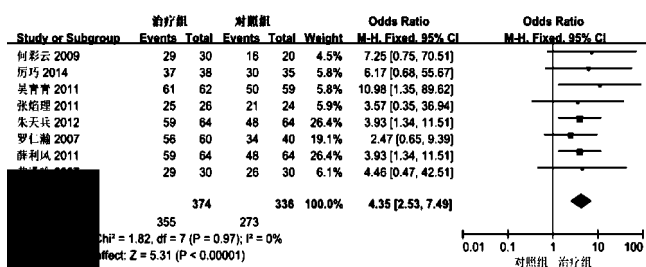 治疗组 对照组 Odds Ratio Odds Ratio
Study or Subgroup Events Total Events Total Weight M-H, Fixed, 95% CI M-H, Fixed, 95% CI
何彩云 2009 29 30 16 20 4.5% 7.25 [0.75, 70.51]
厉巧 2014 37 38 30 35 5.1% 6.17 [0.68, 55.67]
吴青青 2011 61 62 50 59 5.1% 10.98 [1.35, 89.62]
张焰理 2011 25 26 21 24 5.1% 3.57 [0.35, 36.94]
朱天兵 2012 59 64 48 64 26.4% 3.93 [1.34, 11.51]
罗仁瀚 2007 56 60 34 40 19.1% 2.47 [0.65, 9.39]
薛利风 2011 59 64 48 64 26.4% 3.93 [1.34, 11.51]
29 30 26 30 7.1% 4.46 [0.47, 42.51]
374 336 100.0% 4.35 [2.53, 7.49]
355 273
Chi² = 1.82, df = 7 (P = 0.97); I² = 0%
ffect: Z = 5.31 (P < 0.00001)
0.01 0.1 1 10 100
对照组 治疗组